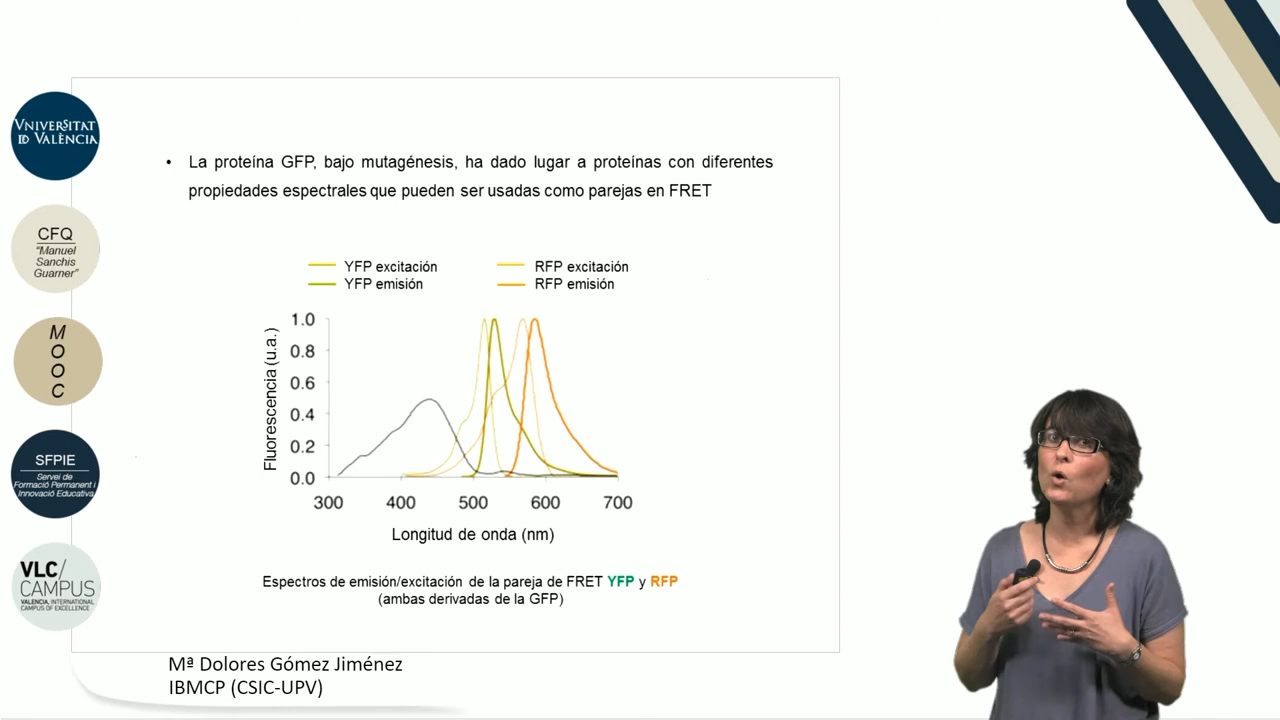 VNIVERSITAT
ID VALÈNCIA
CFQ
“Manuel
Sanchis
Guarner”
M
O
O
C
SFPIE
Servei de
Formació Permanent i
Innovació Educativa
VLC/
CAMPUS
VALENCIA, INTERNATIONAL
CAMPUS OF EXCELLENCE
• La proteína GFP, bajo mutagénesis, ha dado lugar a proteínas con diferentes
propiedades espectrales que pueden ser usadas como parejas en FRET
YFP excitación
RFP excitación
YFP emisión
RFP emisión
Fluorescencia (u.a.)
1.0
0.8
0.6
0.4
0.2
0.0
300 400 500 600 700
Longitud de onda (nm)
Espectros de emisión/excitación de la pareja de FRET YFP y RFP
(ambas derivadas de la GFP)
Mª Dolores Gómez Jiménez
IBMCP (CSIC-UPV)